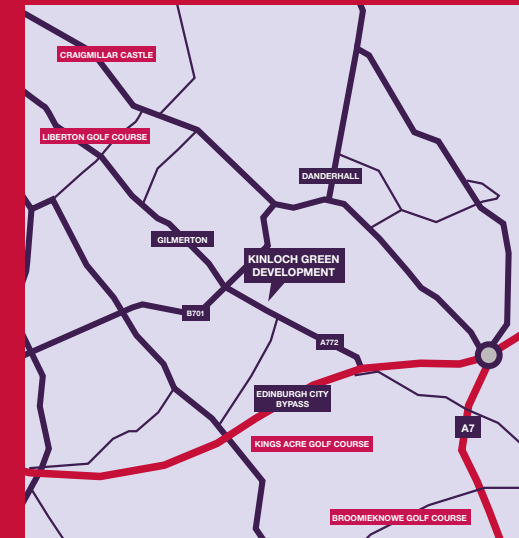 CRAIGMILLAR CASTLE
LIBERTON GOLF COURSE
DANDERHALL
GILMERTON
KINLOCH GREEN
DEVELOPMENT
B701
A772
EDINBURGH CITY
BYPASS
A7
KINGS ACRE GOLF COURSE
BROOMIEKNOWE GOLF COURSE